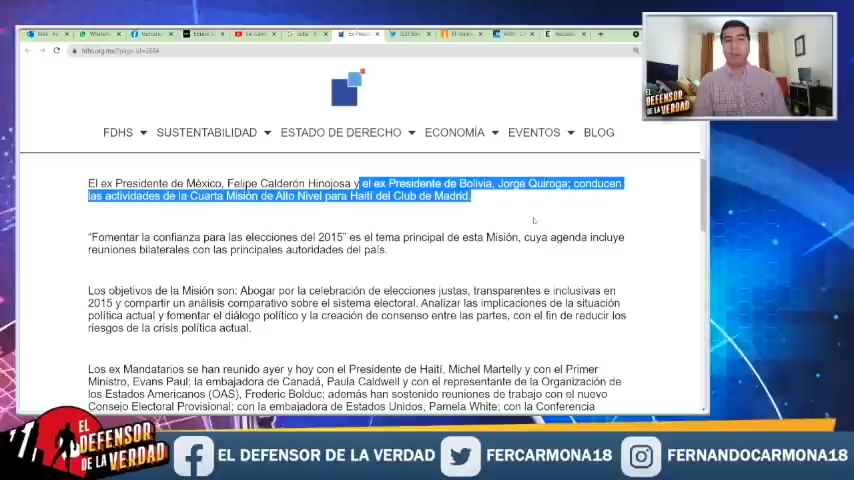 WhatsApp
fdhs.org.mx/?page_id=2664
FDHS SUSTENTABILIDAD ESTADO DE DERECHO ECONOMÍA EVENTOS BLOG
El ex Presidente de México, Felipe Calderón Hinojosa y el ex Presidente de Bolivia, Jorge Quiroga; conducen
las actividades de la Cuarta Misión de Alto Nivel para Haití del Club de Madrid.
“Fomentar la confianza para las elecciones del 2015” es el tema principal de esta Misión, cuya agenda incluye
reuniones bilaterales con las principales autoridades del país.
Los objetivos de la Misión son: Abogar por la celebración de elecciones justas, transparentes e inclusivas en
2015 y compartir un análisis comparativo sobre el sistema electoral. Analizar las implicaciones de la situación
política actual y fomentar el diálogo político y la creación de consenso entre las partes, con el fin de reducir los
riesgos de la crisis política actual.
Los ex Mandatarios se han reunido ayer y hoy con el Presidente de Haití, Michel Martelly y con el Primer
Ministro, Evans Paul; la embajadora de Canadá, Paula Caldwell y con el representante de la Organización de
los Estados Americanos (OAS), Frederic Bolduc; además han sostenido reuniones de trabajo con el nuevo
Consejo Electoral Provisional; con la embajadora de Estados Unidos, Pamela White; con la Conferencia
EL
DEFENSOR
DE LA
VERDAD
EL
DEFENSOR
DE LA VERDAD
EL DEFENSOR DE LA VERDAD FERCARMONA18 FERNANDOCARMONA18